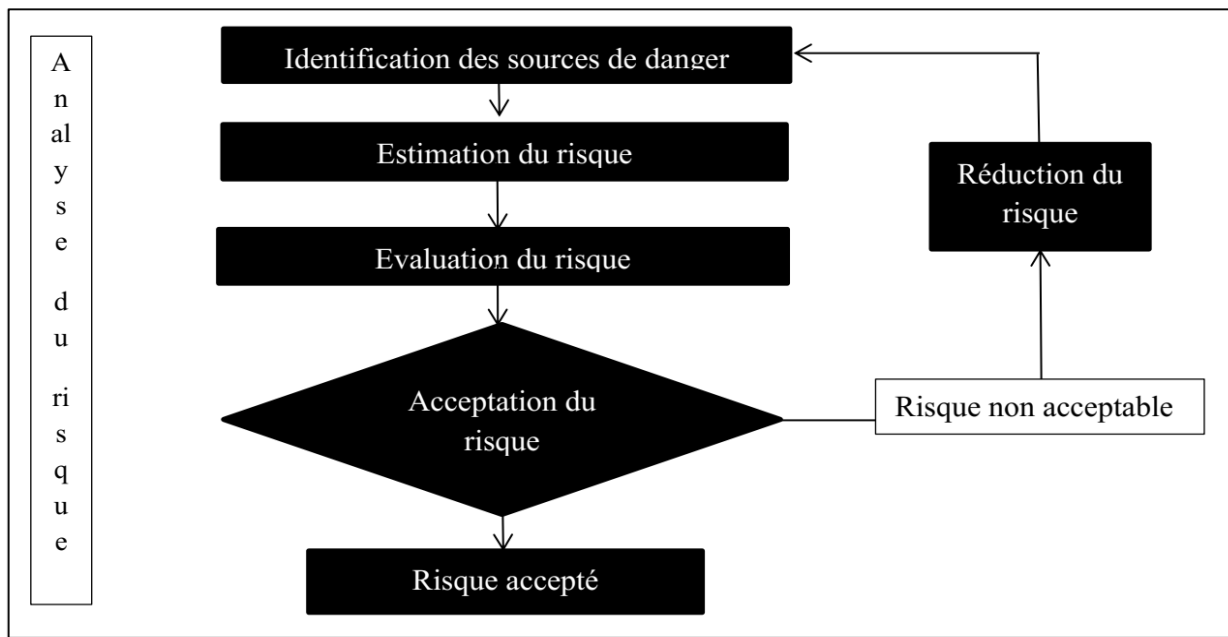 A
n
al
y
s
e
d
u
ri
s
q
u
e
Identification des sources de danger
Estimation du risque
Evaluation du risque
Acceptation du
risque
Risque accepté
Réduction du
risque
Risque non acceptable